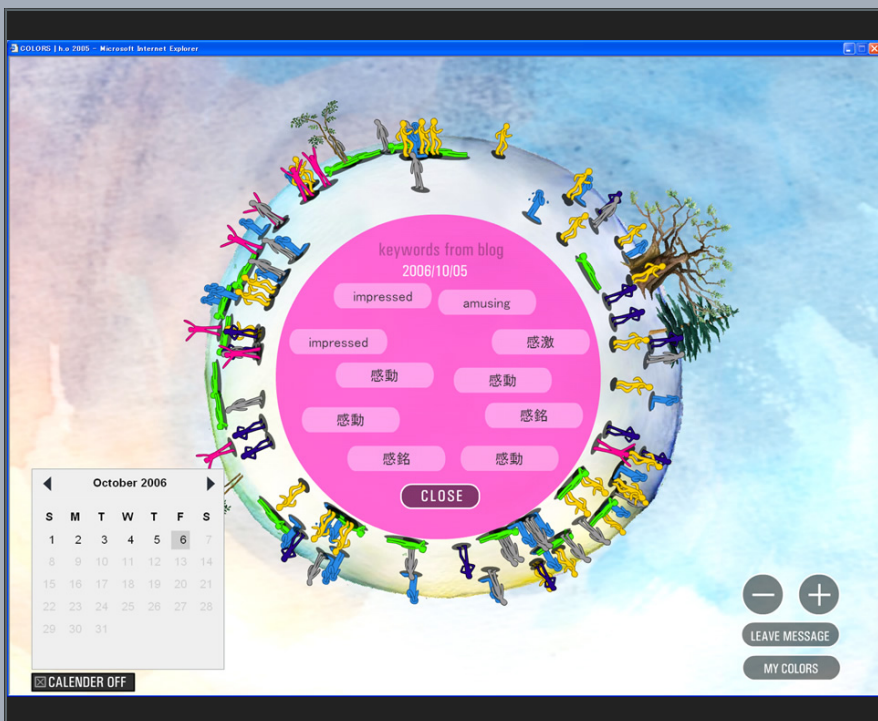 COLORS | h.o 2005 - Microsoft Internet Explorer
keywords from blog
2006/10/05
impressed
amusing
impressed
感激
感動
感動
感動
感銘
感銘
感動
CLOSE
October 2006
S M T W T F S
1 2 3 4 5 6 7
8 9 10 11 12 13 14
15 16 17 18 19 20 21
22 23 24 25 26 27 28
29 30 31
CALENDER OFF
LEAVE MESSAGE
MY COLORS